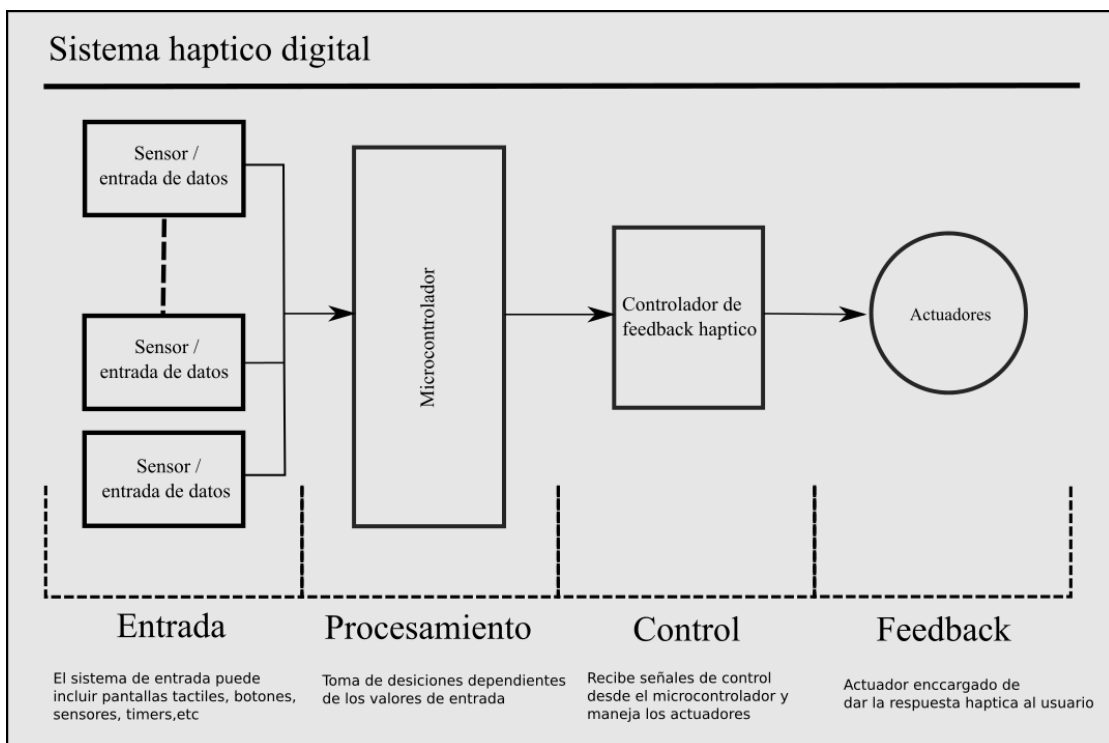 Sistema haptico digital
Sensor /
entrada de datos
Sensor /
entrada de datos
Sensor /
entrada de datos
Microcontrolador
Controlador de
feedback haptico
Actuadores
Entrada
El sistema de entrada puede
incluir pantallas tactiles, botones,
sensores, timers,etc
Procesamiento
Toma de desiciones dependientes
de los valores de entrada
Control
Recibe señales de control
desde el microcontrolador y
maneja los actuadores
Feedback
Actuador enccargado de
dar la respuesta haptica al usuario